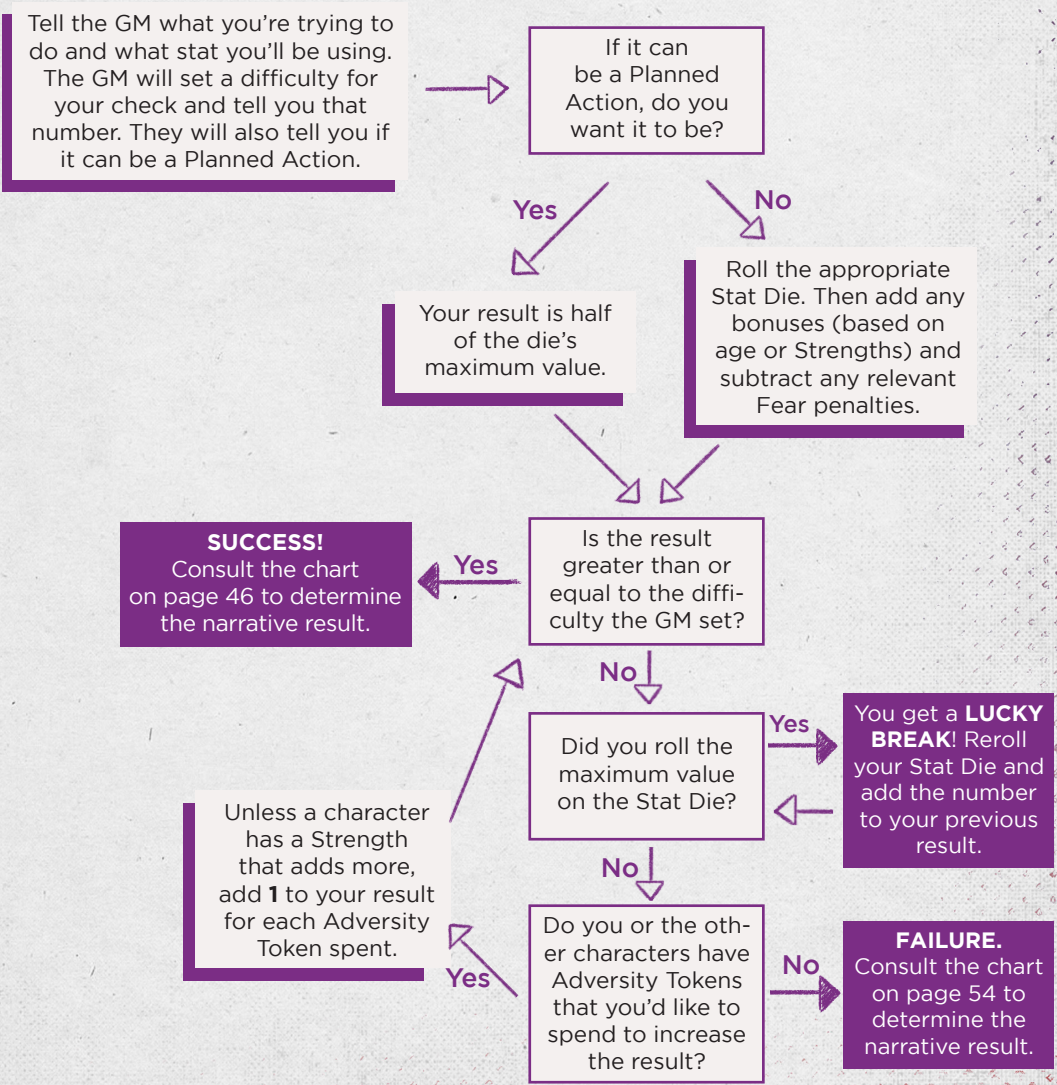 Tell the GM what you're trying to
do and what stat you'll be using.
The GM will set a difficulty for
your check and tell you that
number. They will also tell you if
it can be a Planned Action.
If it can
be a Planned
Action, do you
want it to be?
Yes
No
Your result is half
of the die's
maximum value.
Roll the appropriate
Stat Die. Then add any
bonuses (based on
age or Strengths) and
subtract any relevant
Fear penalties.
Is the result
greater than or
equal to the diffi-
culty the GM set?
Yes
SUCCESS!
Consult the chart
on page 46 to determine
the narrative result.
No
Did you roll the
maximum value
on the Stat Die?
Yes
You get a LUCKY
BREAK! Reroll
your Stat Die and
add the number
to your previous
result.
No
Do you or the oth-
er characters have
Adversity Tokens
that you'd like to
spend to increase
the result?
Yes
Unless a character
has a Strength
that adds more,
add 1 to your result
for each Adversity
Token spent.
No
FAILURE.
Consult the chart
on page 54 to
determine the
narrative result.